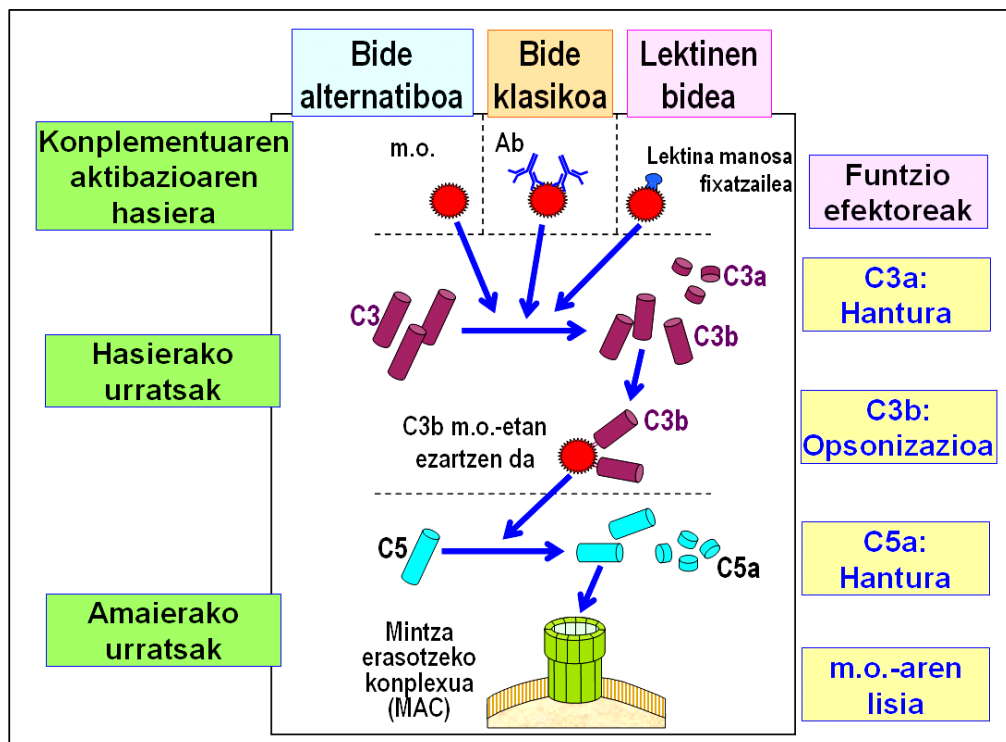 Bide
alternatiboa
Bide
klasikoa
Lektinen
bidea
Konplementuaren
aktibazioaren
hasiera
m.o.
Ab
Lektina manosa
fixatzailea
Funtzio
efektoreak
C3
C3a
C3b
C3a:
Hantura
Hasierako
urratsak
C3b m.o.-etan
ezartzen da
C3b
C3b:
Opsonizazioa
C5
C5a
C5a:
Hantura
Amaierako
urratsak
Mintza
erasotzeko
konplexua
(MAC)
m.o.-aren
lisia